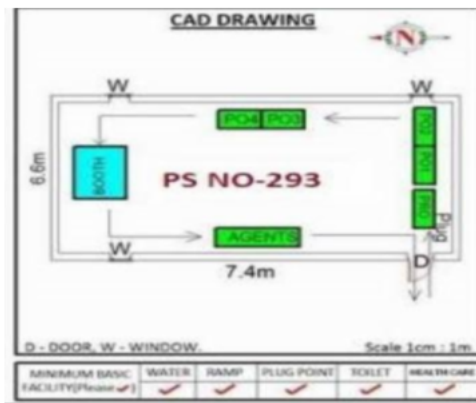 CAD DRAWING
N
W
W
PO4 PO3
PO2
PO1
6.6m
BOOTH
PS NO-293
PRO
Plug
AGENTS
W
D
7.4m
D - DOOR, W - WINDOW.
Scale 1cm : 1m
MINIMUM BASIC FACILITY(Please ✓)
WATER
RAMP
PLUG POINT
TOILET
HEALTH CARE